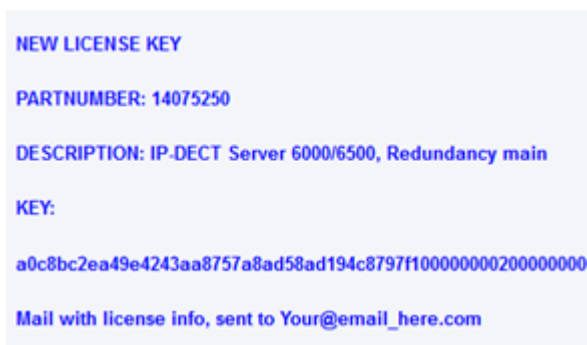 NEW LICENSE KEY
PARTNUMBER: 14075250
DESCRIPTION: IP-DECT Server 6000/6500, Redundancy main
KEY:
a0c8bc2ea49e4243aa8757a8ad58ad194c8797f100000000200000000
Mail with license info, sent to Your@email_here.com